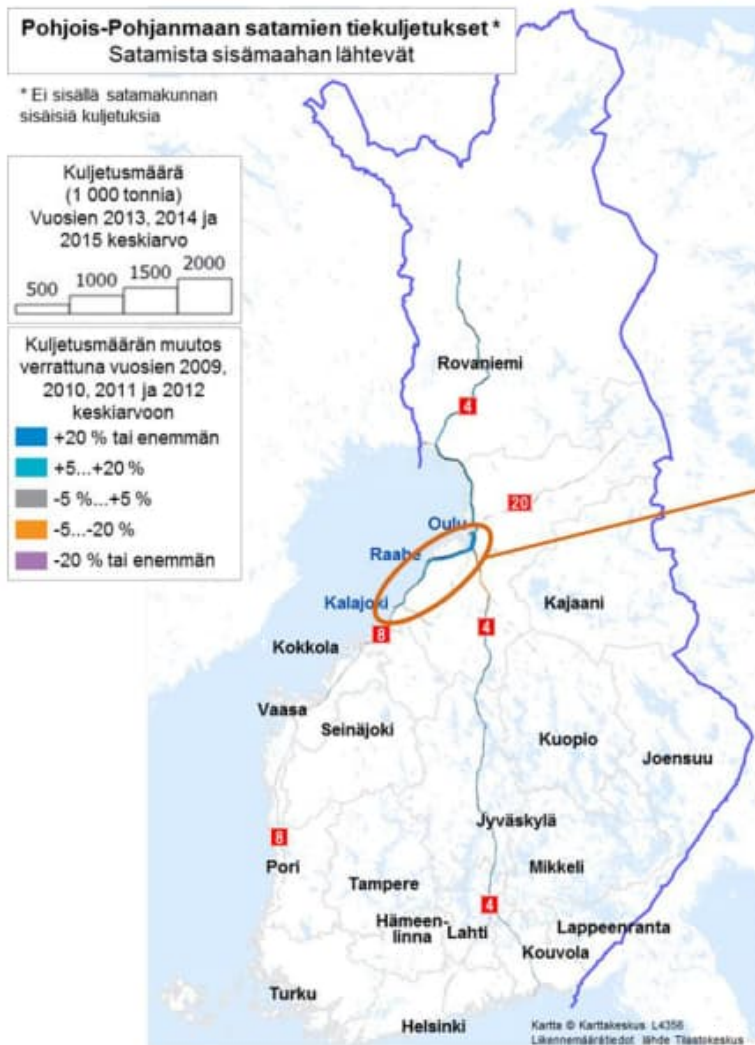 Pohjois-Pohjanmaan satamien tiekuljetukset *
Satamista sisämaahan lähtevät
* Ei sisällä satamakunnan
sisäisiä kuljetuksia
Kuljetusmäärä
(1 000 tonnia)
Vuosien 2013, 2014 ja
2015 keskiarvo
500 1000 1500 2000
Kuljetusmäärän muutos
verrattuna vuosien 2009,
2010, 2011 ja 2012
keskiarvoon
+20 % tai enemmän
+5...+20 %
-5 %...+5 %
-5...-20 %
-20 % tai enemmän
Rovaniemi
4
20
Oulu
Raahe
Kalajoki
Kajaani
8
4
Kokkola
Vaasa
Seinäjoki
Kuopio
Joensuu
Jyväskylä
8
Pori
Mikkeli
Tampere
4
Hämeen-
linna
Lahti
Lappeenranta
Kouvola
Turku
Helsinki
Kartta © Karttakeskus L4356
Liikennemäärätiedot lähde Tilastokeskus